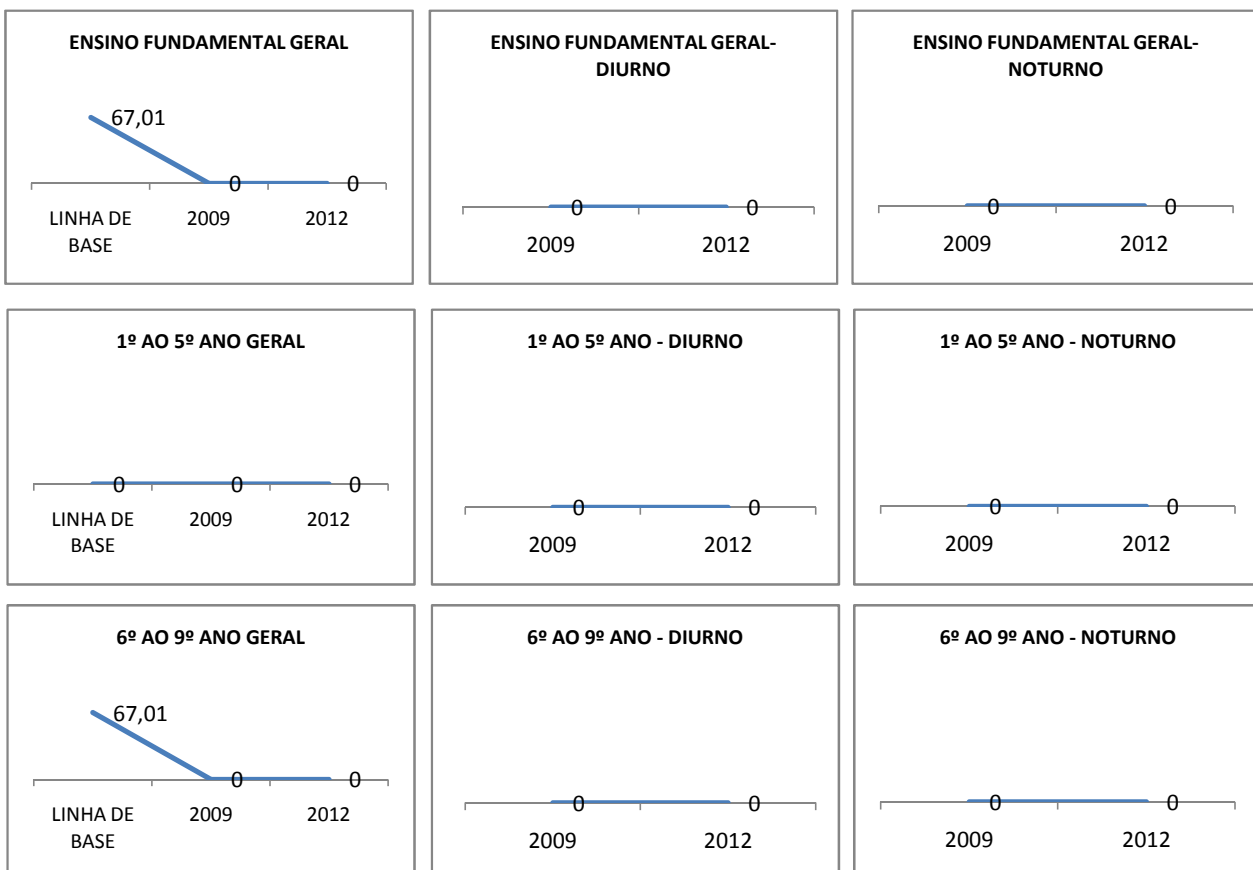 ENSINO FUNDAMENTAL GERAL
67,01
0
0
LINHA DE
BASE
2009
2012
ENSINO FUNDAMENTAL GERAL-
DIURNO
0
0
2009
2012
ENSINO FUNDAMENTAL GERAL-
NOTURNO
0
0
2009
2012
1º AO 5º ANO GERAL
0
0
0
LINHA DE
BASE
2009
2012
1º AO 5º ANO - DIURNO
0
0
2009
2012
1º AO 5º ANO - NOTURNO
0
0
2009
2012
6º AO 9º ANO GERAL
67,01
0
0
LINHA DE
BASE
2009
2012
6º AO 9º ANO - DIURNO
0
0
2009
2012
6º AO 9º ANO - NOTURNO
0
0
2009
2012